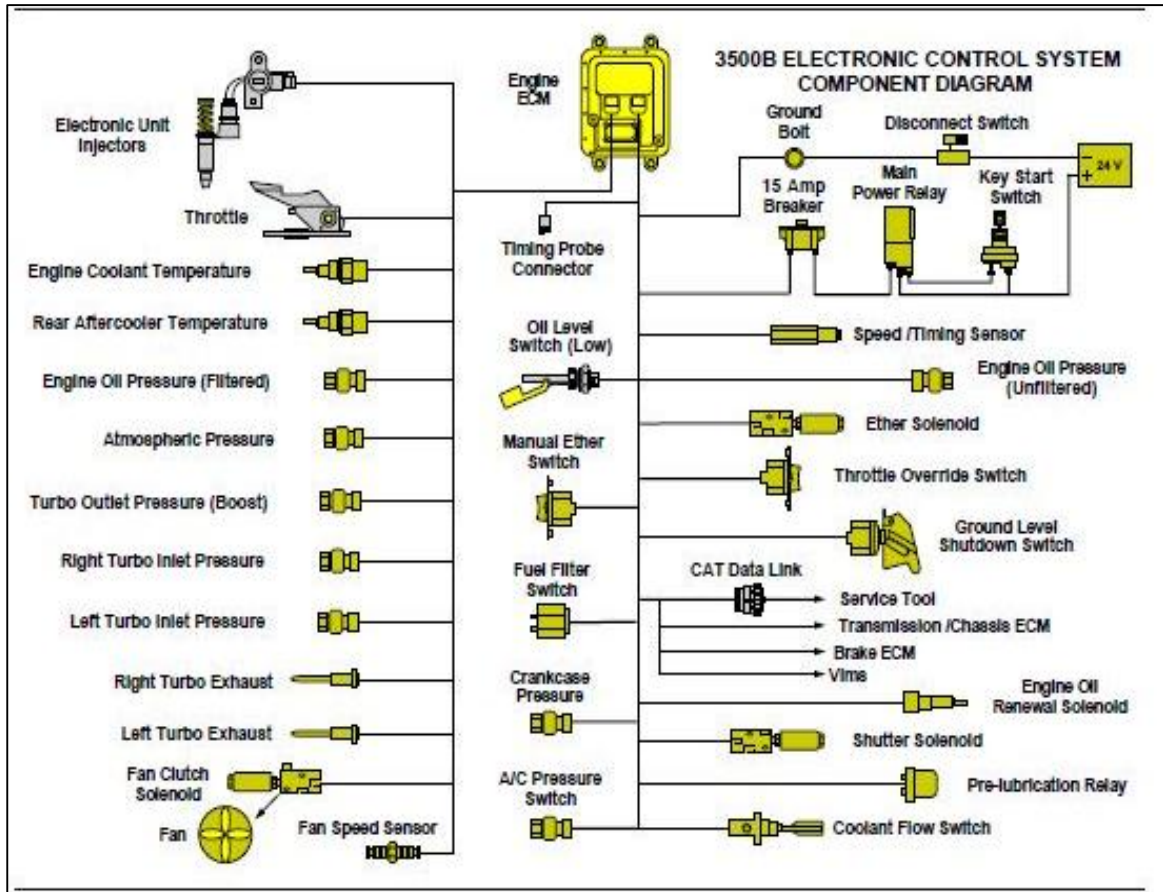 3500B ELECTRONIC CONTROL SYSTEM
COMPONENT DIAGRAM
Engine
ECM
Electronic Unit
Injectors
Throttle
Engine Coolant Temperature
Rear Aftercooler Temperature
Engine Oil Pressure (Filtered)
Atmospheric Pressure
Turbo Outlet Pressure (Boost)
Right Turbo Inlet Pressure
Left Turbo Inlet Pressure
Right Turbo Exhaust
Left Turbo Exhaust
Fan Clutch
Solenoid
Fan
Fan Speed Sensor
Timing Probe
Connector
Oil Level
Switch (Low)
Manual Ether
Switch
Fuel Filter
Switch
Crankcase
Pressure
A/C Pressure
Switch
Ground
Bolt
Disconnect Switch
15 Amp
Breaker
Main
Power Relay
Key Start
Switch
–
24 V
+
Speed /Timing Sensor
Engine Oil Pressure
(Unfiltered)
Ether Solenoid
Throttle Override Switch
Ground Level
Shutdown Switch
CAT Data Link
Service Tool
Transmission /Chassis ECM
Brake ECM
Vims
Engine Oil
Renewal Solenoid
Shutter Solenoid
Pre-lubrication Relay
Coolant Flow Switch